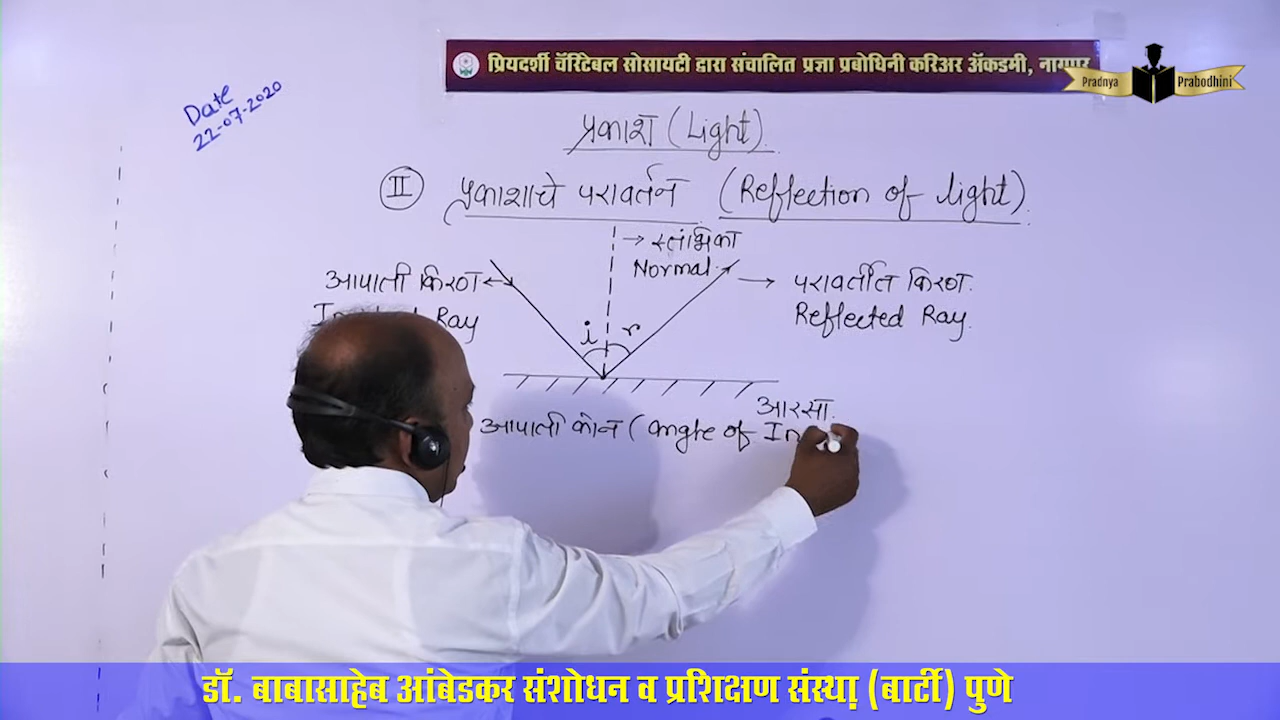 प्रियदर्शी चॅरिटेबल सोसायटी द्वारा संचालित प्रज्ञा प्रबोधिनी करिअर ॲकडमी, नागपूर
Pradnya Prabodhini
Date
22-07-2020
प्रकाश (Light).
II प्रकाशाचे परावर्तन (Reflection of light).
→ स्तंभिका
Normal.
आपाती किरण ←
→ परावर्तीत किरण.
Ray
Reflected Ray.
i r
आरसा.
आपाती कोन (angle of In
डॉ. बाबासाहेब आंबेडकर संशोधन व प्रशिक्षण संस्था (बार्टी) पुणे